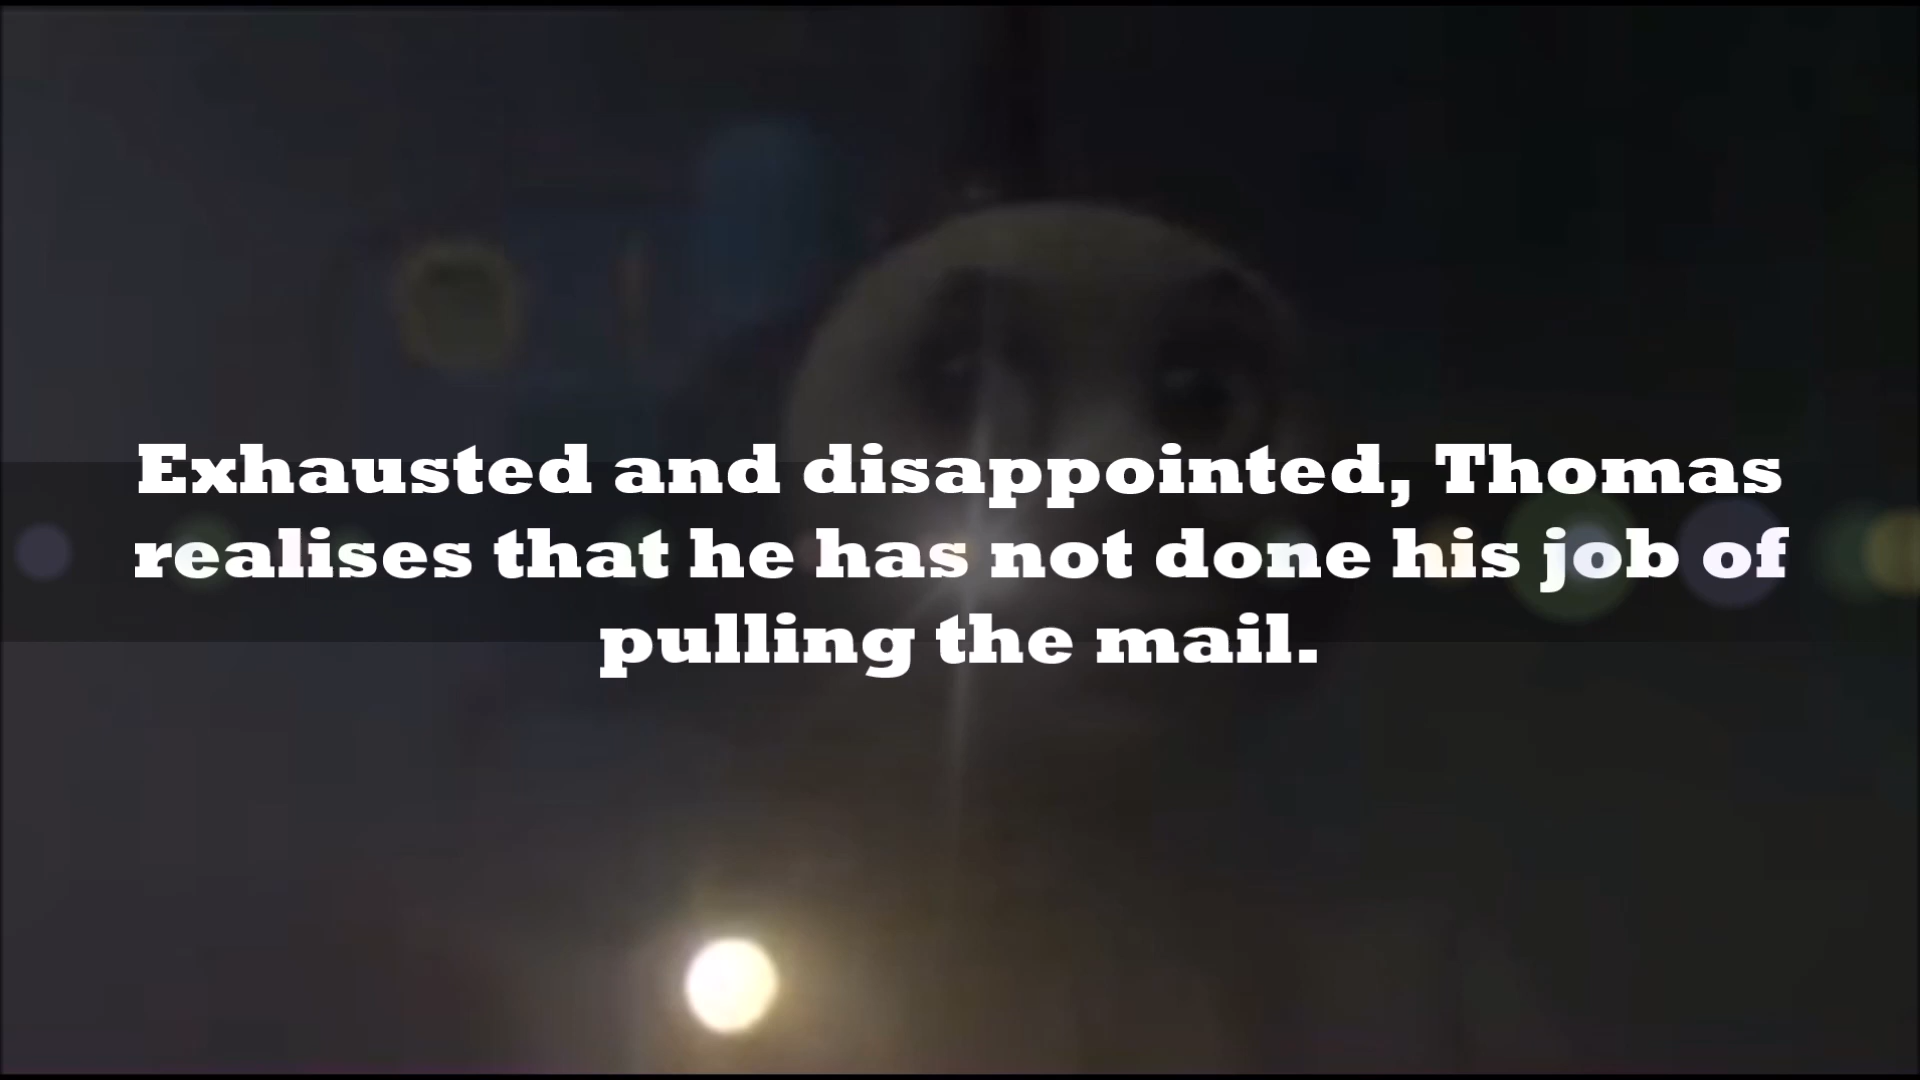 Exhausted and disappointed, Thomas
realises that he has not done his job of
pulling the mail.